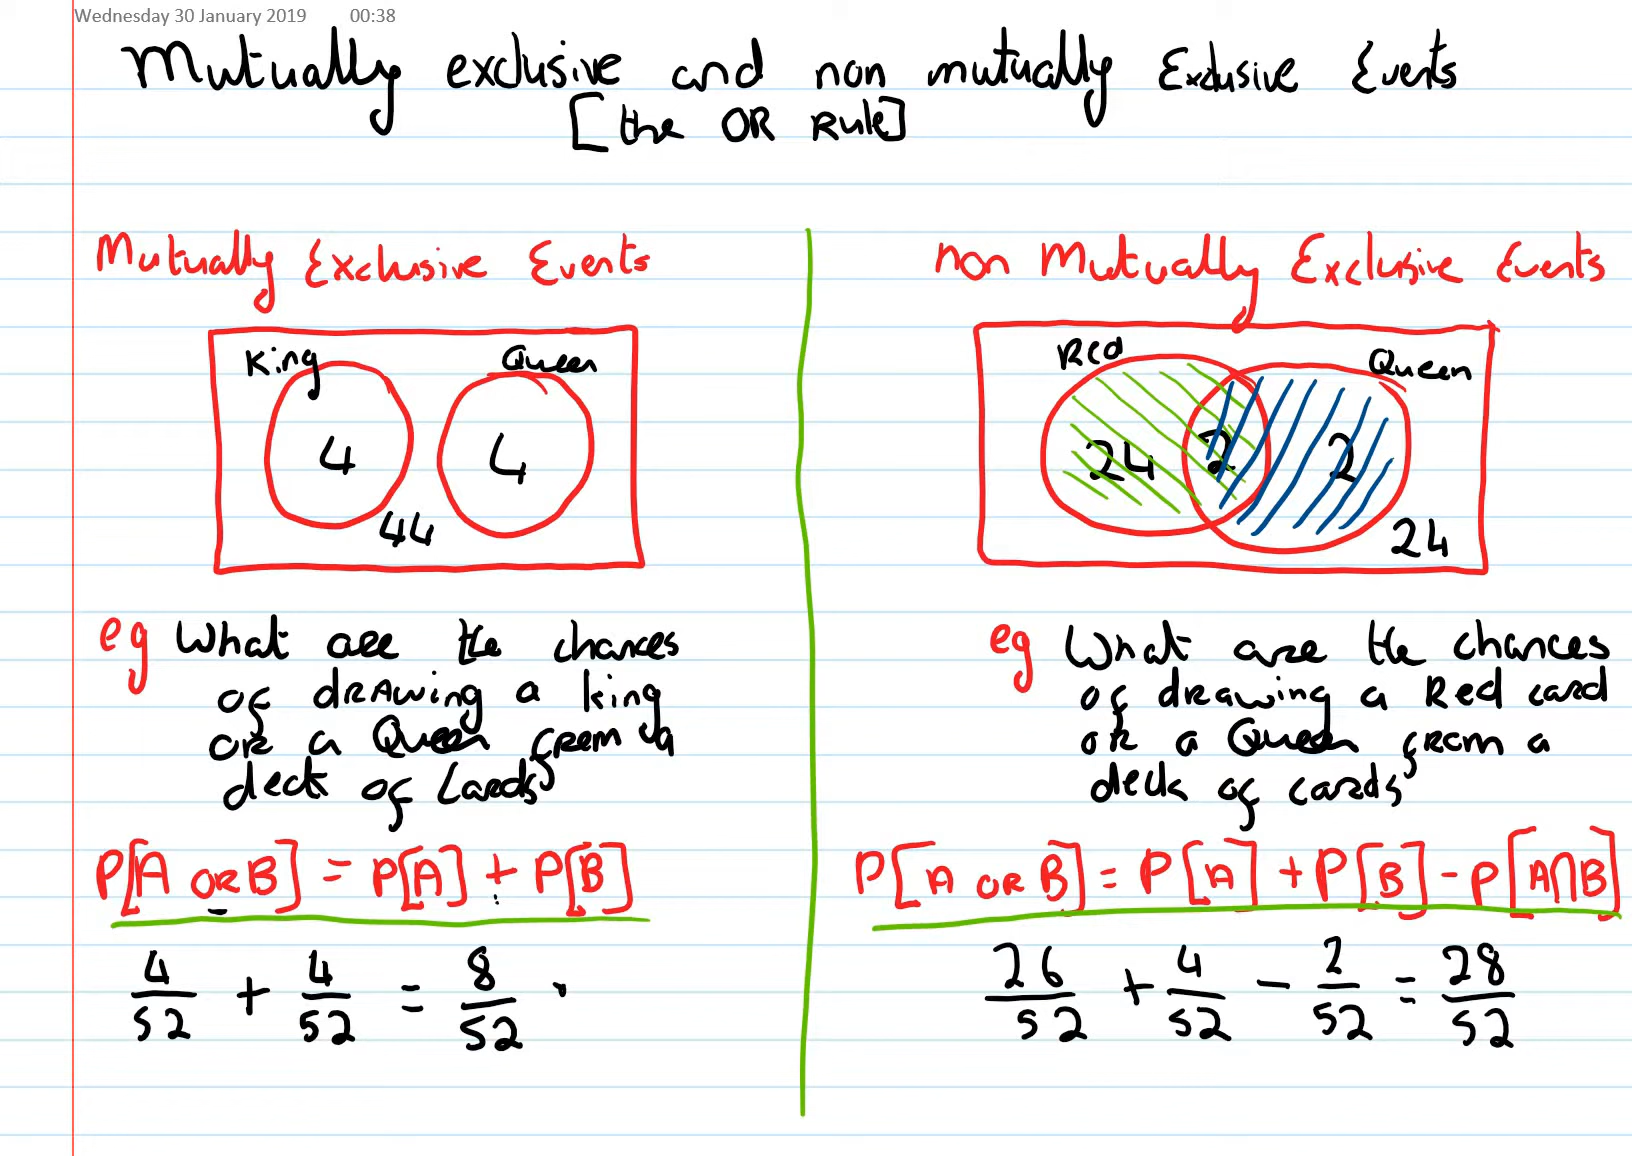 Wednesday 30 January 2019 00:38
Mutually exclusive and non mutually Exclusive Events
[the OR Rule]
Mutually Exclusive Events
King Queen
4 4
44
eg What are the chances
of drawing a king
or a Queen from a
deck of Cards
P[A OR B] = P[A] + P[B]
4/52 + 4/52 = 8/52
non Mutually Exclusive Events
Red Queen
24 2 2
24
eg What are the chances
of drawing a Red card
or a Queen from a
deck of cards
P[A OR B] = P[A] + P[B] - P[A∩B]
26/52 + 4/52 - 2/52 = 28/52